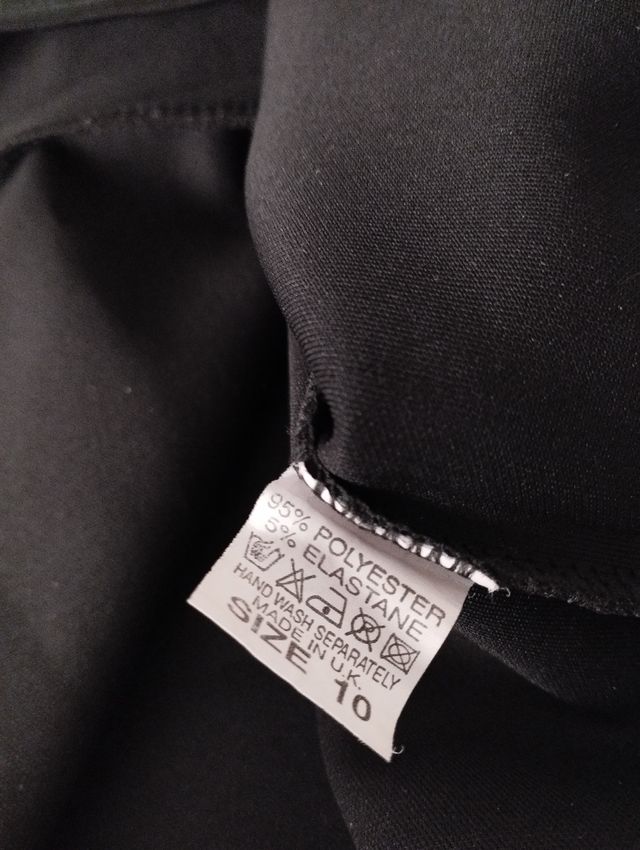 95% POLYESTER
5% ELASTANE
HAND WASH SEPARATELY
MADE IN U.K.
SIZE 10